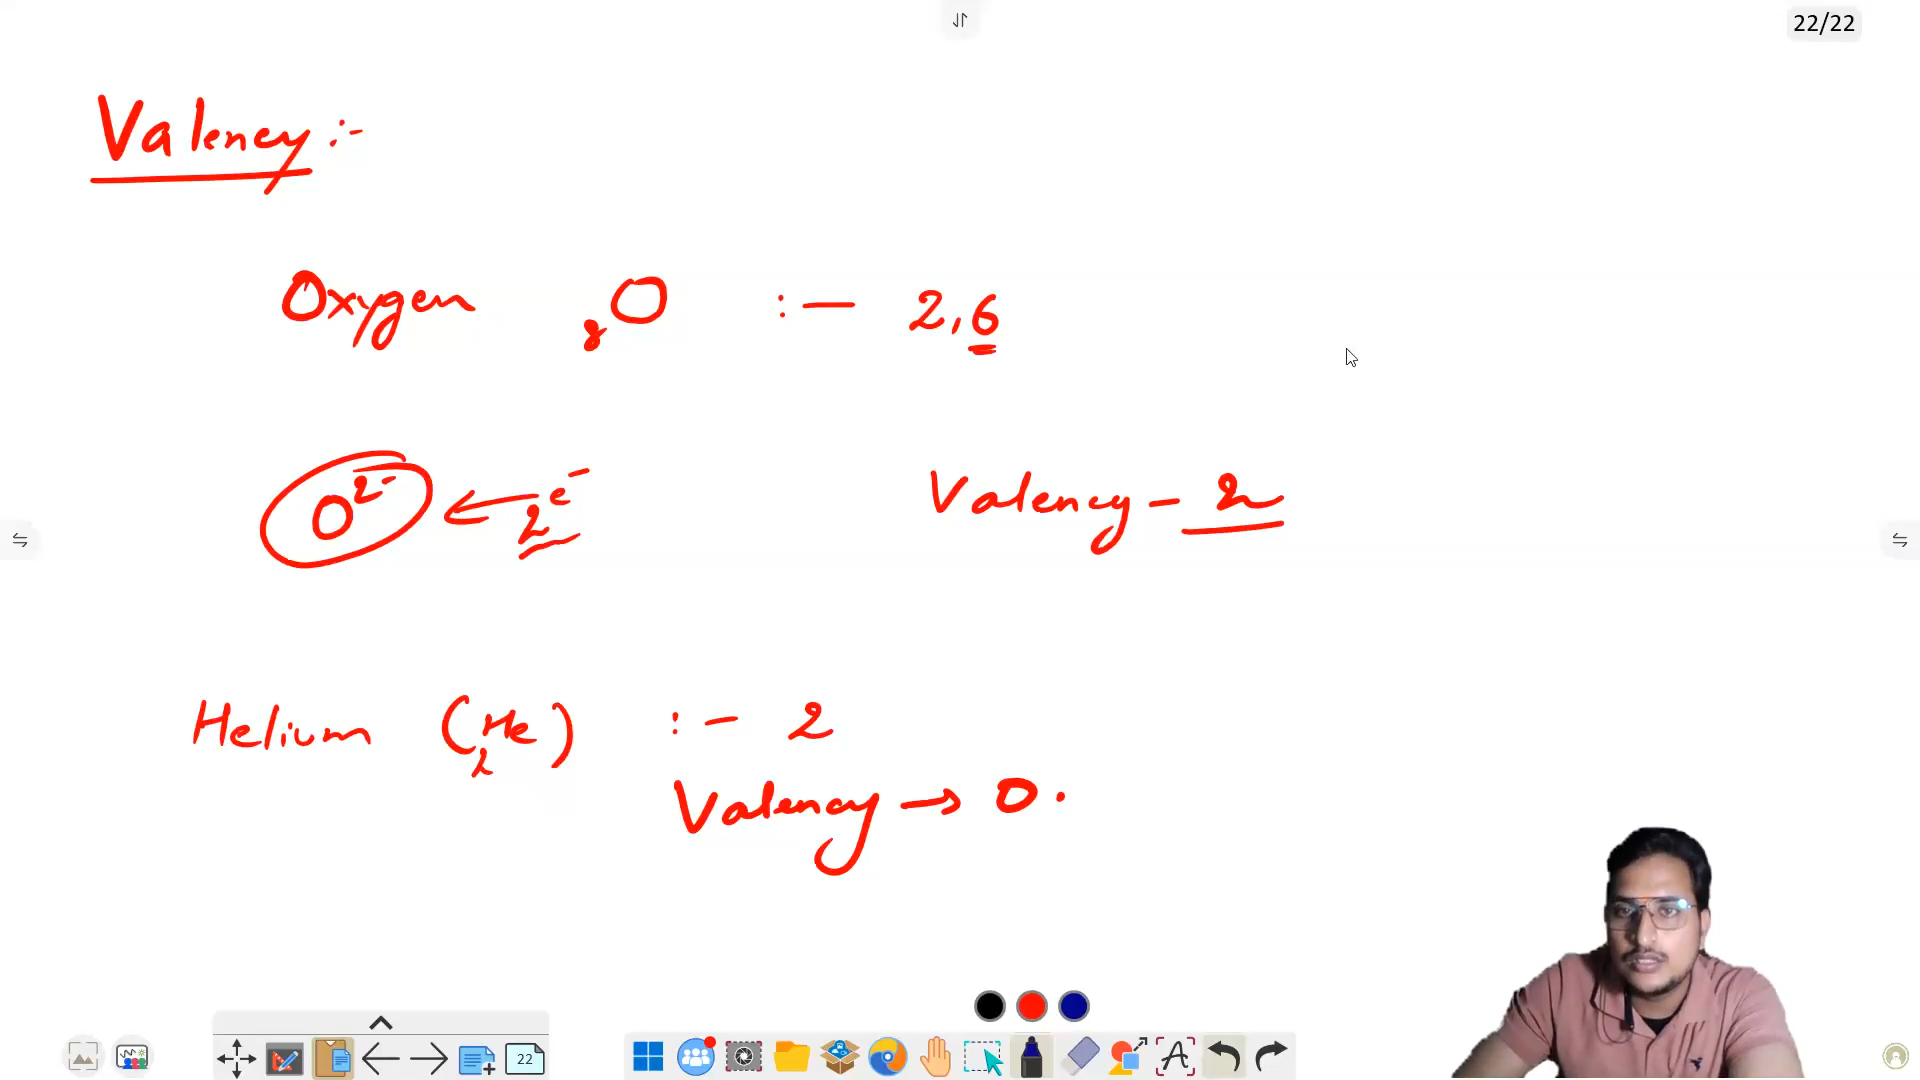 22/22
Valency :-
Oxygen ₈O :- 2,6
O²⁻ ← 2e⁻ Valency - 2
Helium (₂He) :- 2
Valency → 0.
22